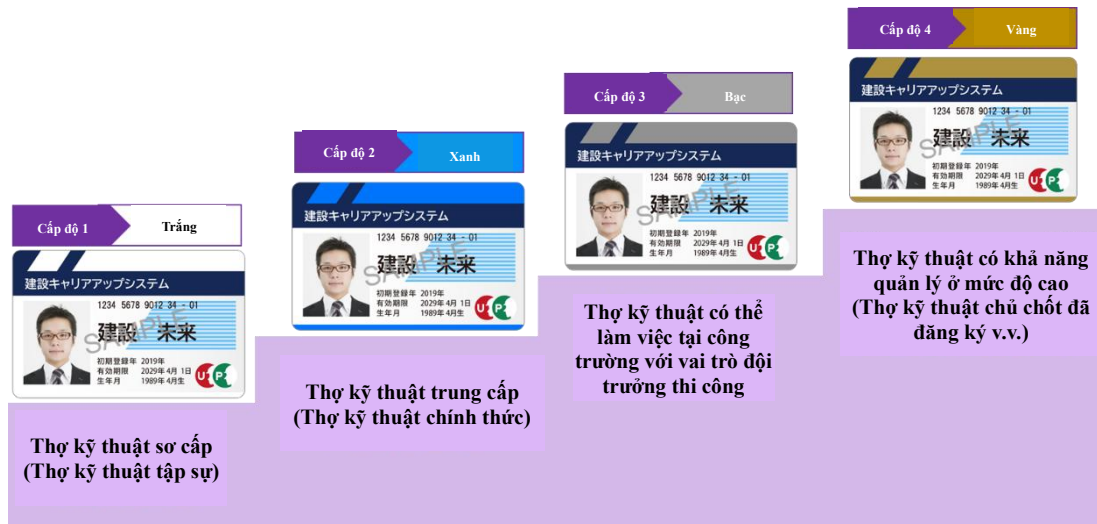 Cấp độ 1
Trắng
建設キャリアアップシステム
1234 5678 9012 34 - 01
建設 未来
SAMPLE
初期登録年 2019年
有効期限 2029年 4月 1日
生年月 1989年 4月生
Thợ kỹ thuật sơ cấp
(Thợ kỹ thuật tập sự)
Cấp độ 2
Xanh
建設キャリアアップシステム
1234 5678 9012 34 - 01
建設 未来
SAMPLE
初期登録年 2019年
有効期限 2029年 4月 1日
生年月 1989年 4月生
Thợ kỹ thuật trung cấp
(Thợ kỹ thuật chính thức)
Cấp độ 3
Bạc
建設キャリアアップシステム
1234 5678 9012 34 - 01
建設 未来
SAMPLE
初期登録年 2019年
有効期限 2029年 4月 1日
生年月 1989年 4月生
Thợ kỹ thuật có thể
làm việc tại công
trường với vai trò đội
trưởng thi công
Cấp độ 4
Vàng
建設キャリアアップシステム
1234 5678 9012 34 - 01
建設 未来
SAMPLE
初期登録年 2019年
有効期限 2029年 4月 1日
生年月 1989年 4月生
Thợ kỹ thuật có khả năng
quản lý ở mức độ cao
(Thợ kỹ thuật chủ chốt đã
đăng ký v.v.)